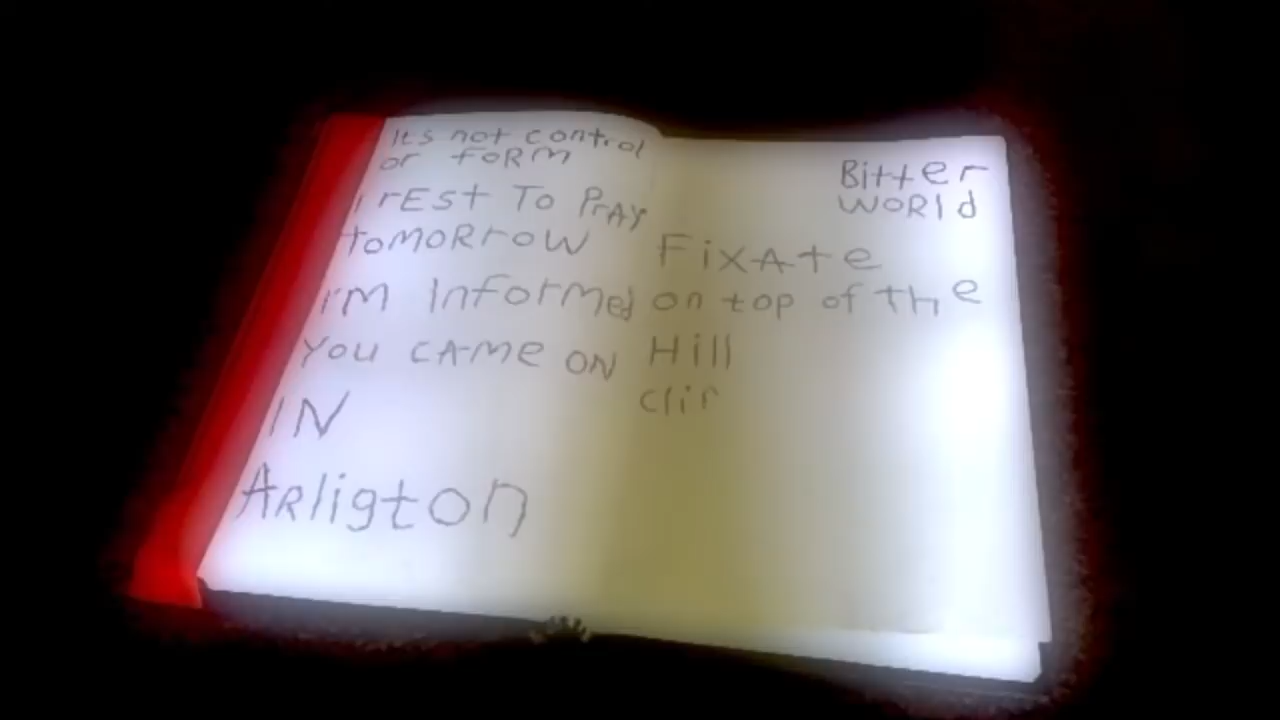 Its not control
or foRm
i rESt To PrAy
toMoRroW
i'M InforMed
You CAMe ON
IN
ARligton
Bitter
WoRld
FixAte
on top of the
Hill